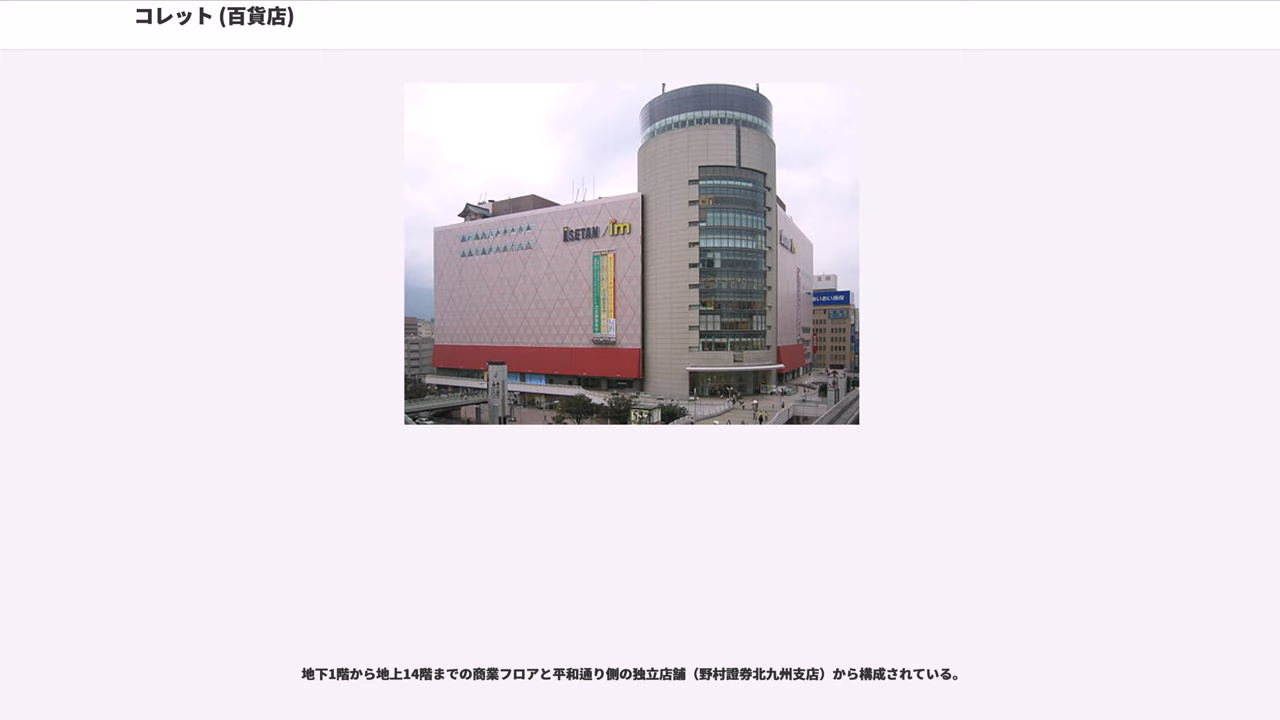 コレット (百貨店)
iSETAN / im
地下1階から地上14階までの商業フロアと平和通り側の独立店舗（野村證券北九州支店）から構成されている。